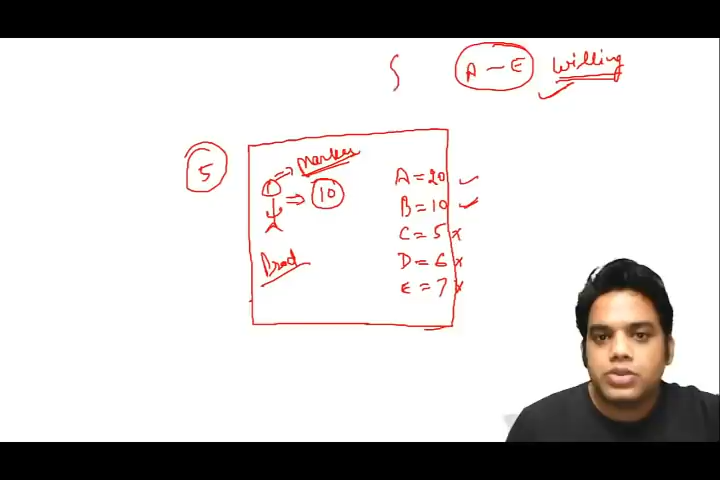 A - E Willing
5
Market
10
A = 20
B = 10
C = 5 x
D = 6 x
E = 7 x